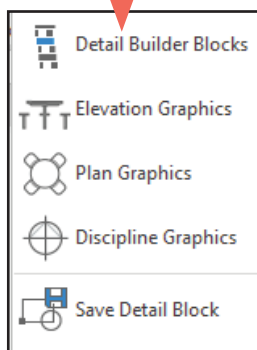 Detail Builder Blocks
Elevation Graphics
Plan Graphics
Discipline Graphics
Save Detail Block